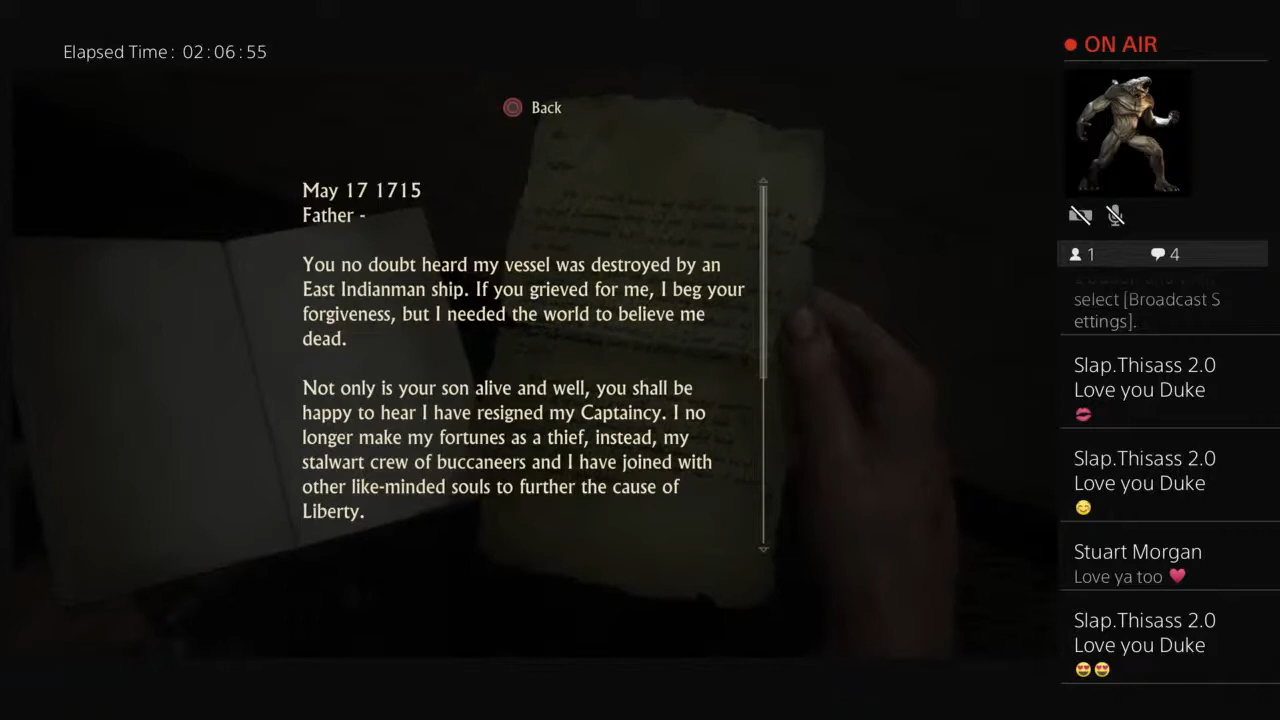 Elapsed Time: 02:06:55
Back
May 17 1715
Father -
You no doubt heard my vessel was destroyed by an
East Indianman ship. If you grieved for me, I beg your
forgiveness, but I needed the world to believe me
dead.
Not only is your son alive and well, you shall be
happy to hear I have resigned my Captaincy. I no
longer make my fortunes as a thief, instead, my
stalwart crew of buccaneers and I have joined with
other like-minded souls to further the cause of
Liberty.
ON AIR
1
4
select [Broadcast S
ettings].
Slap.Thisass 2.0
Love you Duke
💋
Slap.Thisass 2.0
Love you Duke
😊
Stuart Morgan
Love ya too ❤
Slap.Thisass 2.0
Love you Duke
😍😍